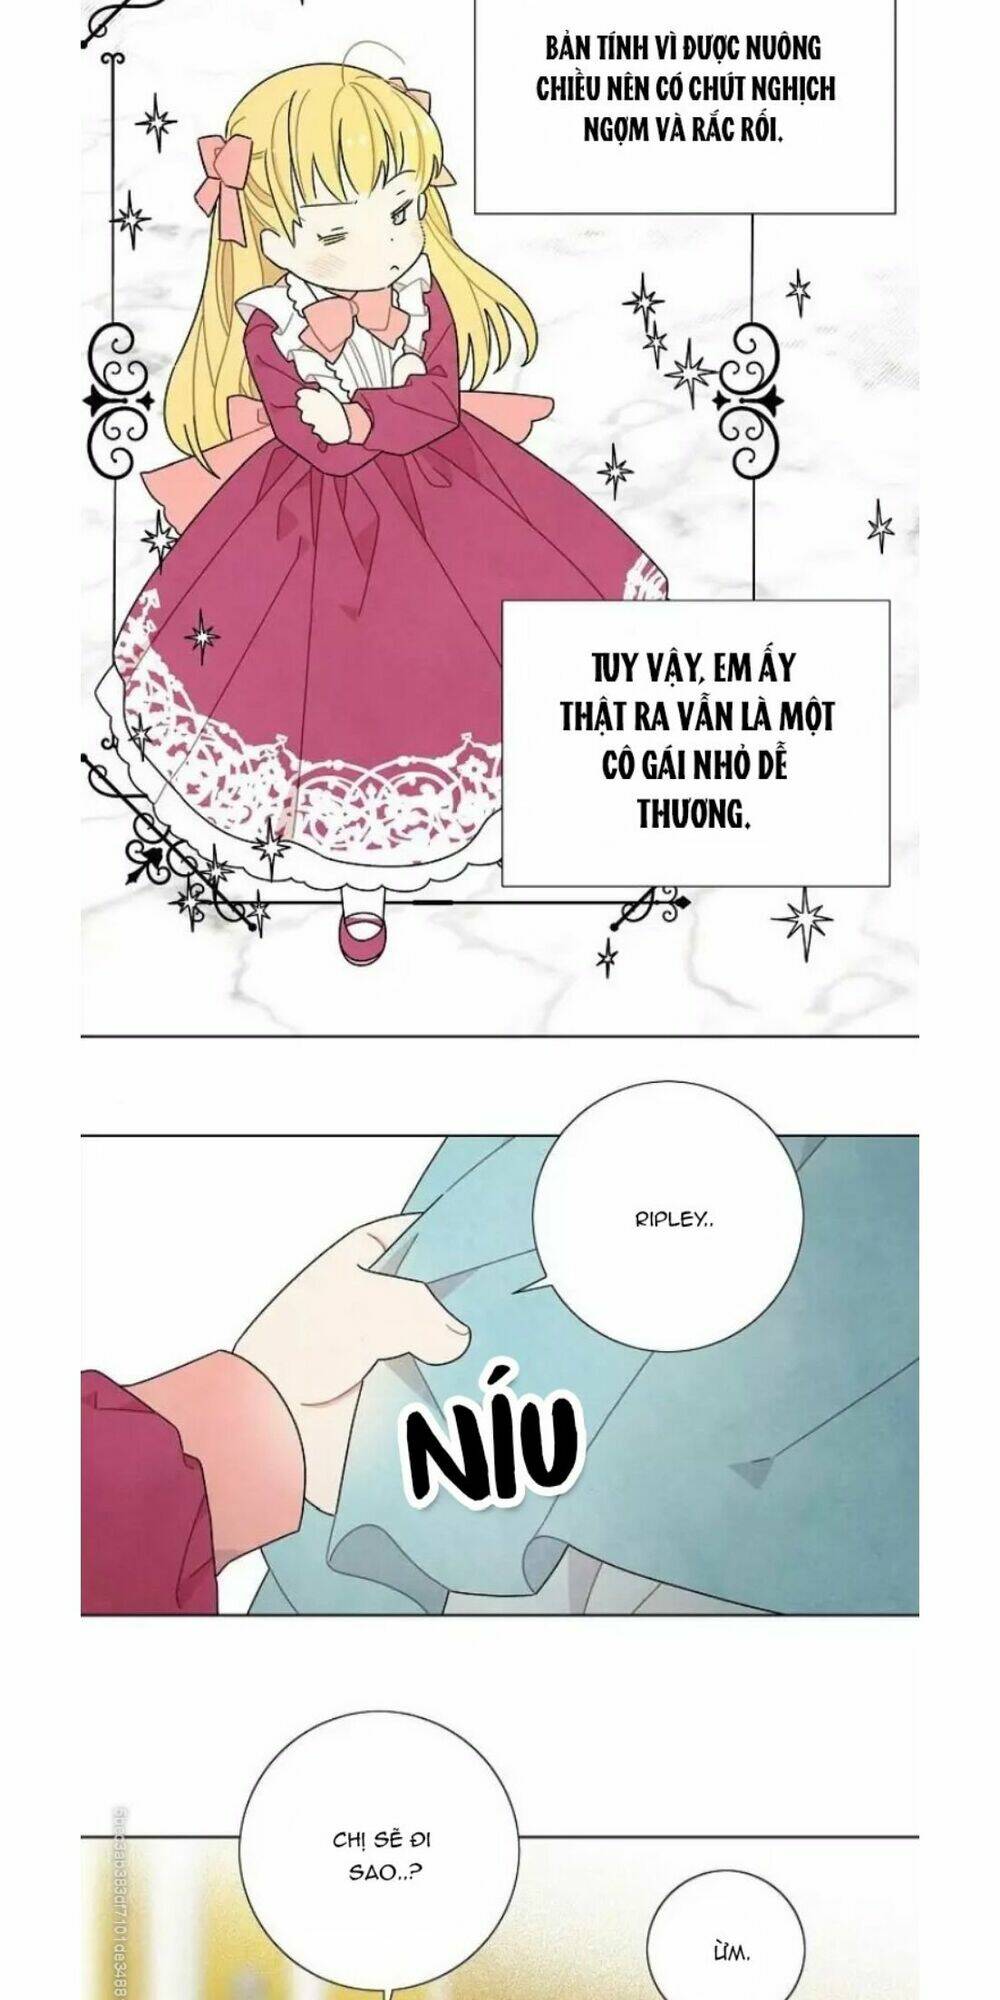 BẢN TÍNH VÌ ĐƯỢC NUÔNG
CHIỀU NÊN CÓ CHÚT NGHỊCH
NGỢM VÀ RẮC RỐI.
TUY VẬY, EM ẤY
THẬT RA VẪN LÀ MỘT
CÔ GÁI NHỎ DỄ
THƯƠNG.
RIPLEY..
NÍU
CHỊ SẼ ĐI
SAO..?
ỪM.